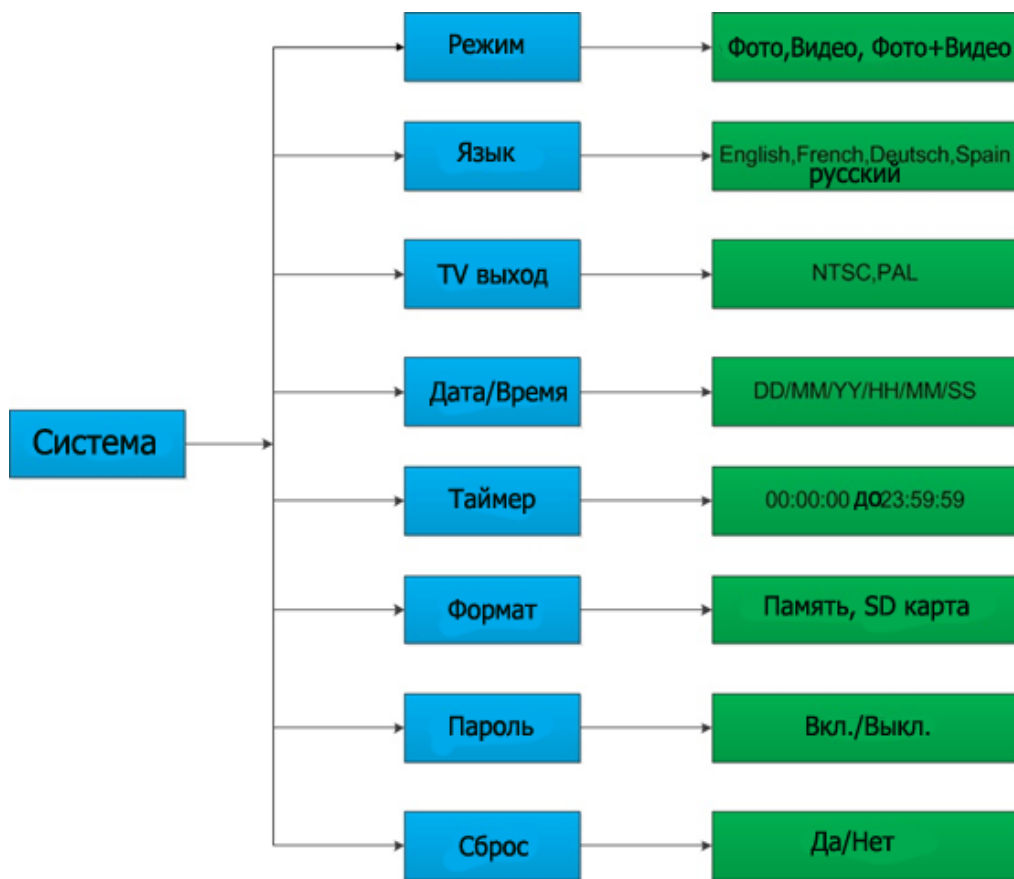 Режим
Фото,Видео, Фото+Видео
Язык
English,French,Deutsch,Spain
русский
TV выход
NTSC,PAL
Дата/Время
DD/MM/YY/HH/MM/SS
Система
Таймер
00:00:00 до23:59:59
Формат
Память, SD карта
Пароль
Вкл./Выкл.
Сброс
Да/Нет